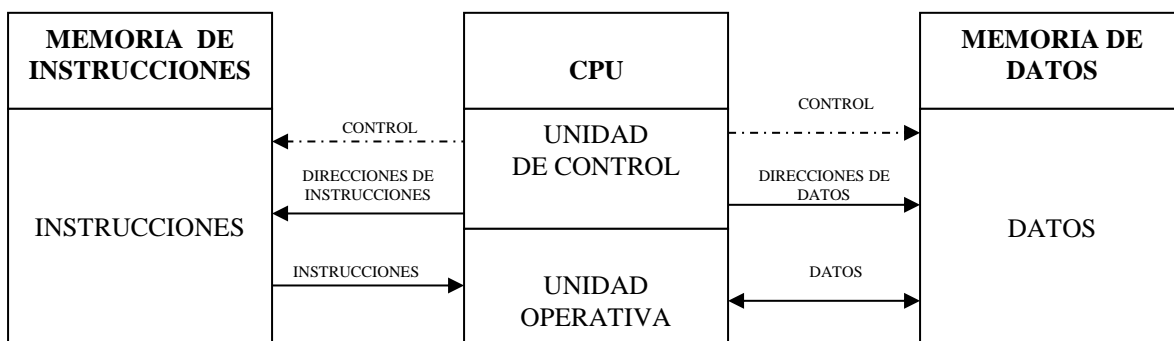 MEMORIA DE
INSTRUCCIONES
INSTRUCCIONES
CONTROL
DIRECCIONES DE
INSTRUCCIONES
INSTRUCCIONES
CPU
UNIDAD
DE CONTROL
UNIDAD
OPERATIVA
CONTROL
DIRECCIONES DE
DATOS
DATOS
MEMORIA DE
DATOS
DATOS